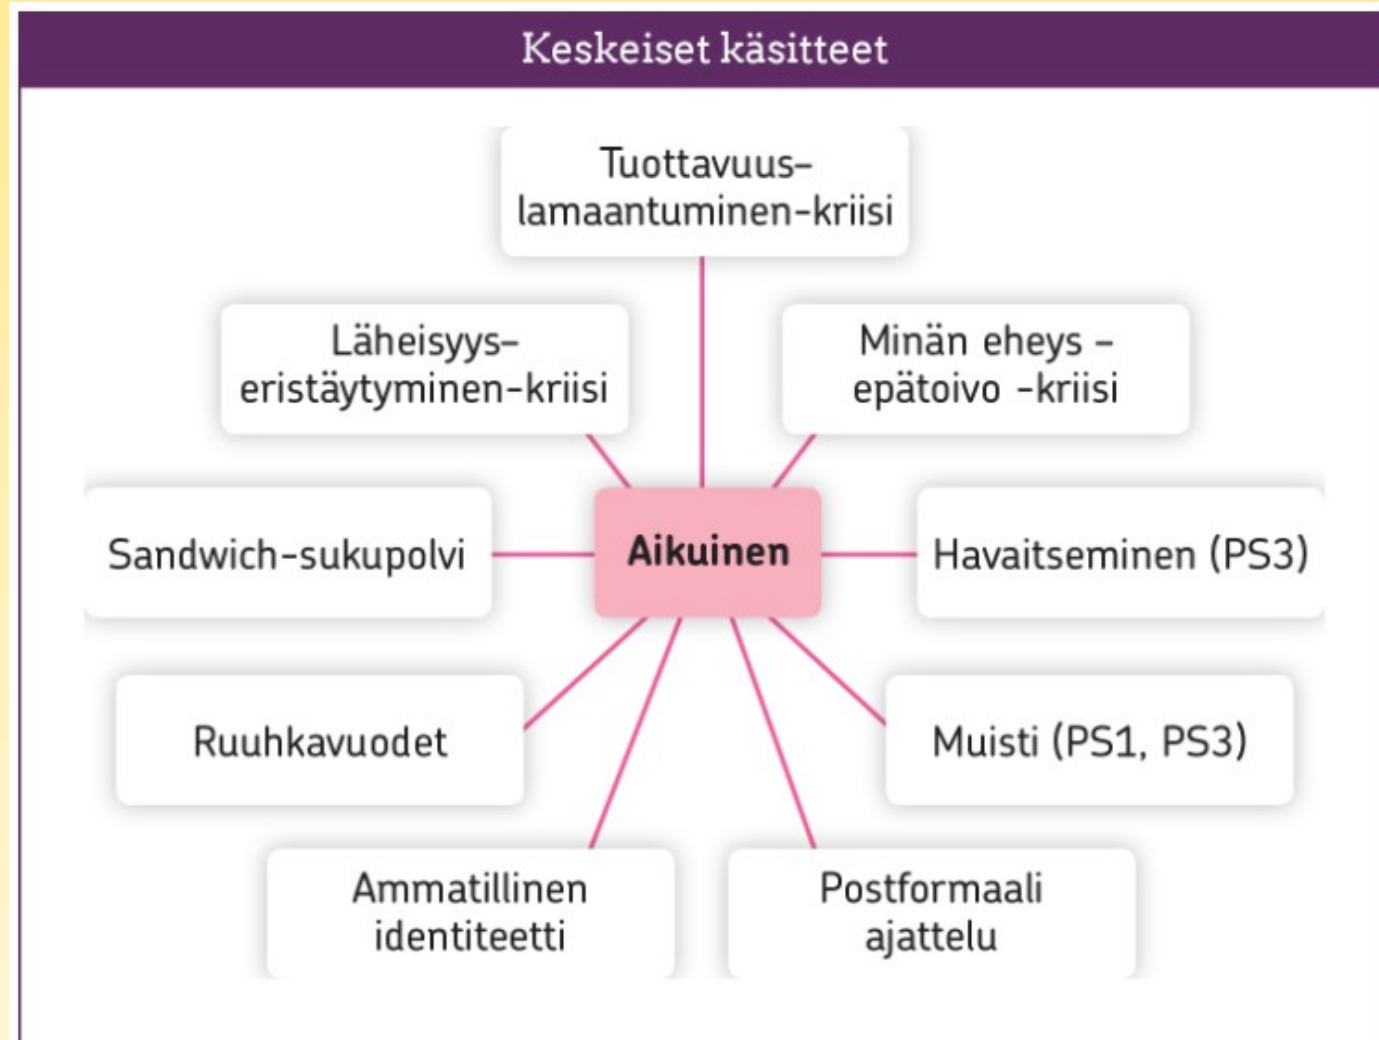 Keskeiset käsitteet
Tuottavuus–
lamaantuminen-kriisi
Läheisyys–
eristäytyminen-kriisi
Minän eheys –
epätoivo -kriisi
Sandwich-sukupolvi
Aikuinen
Havaitseminen (PS3)
Ruuhkavuodet
Muisti (PS1, PS3)
Ammatillinen
identiteetti
Postformaali
ajattelu